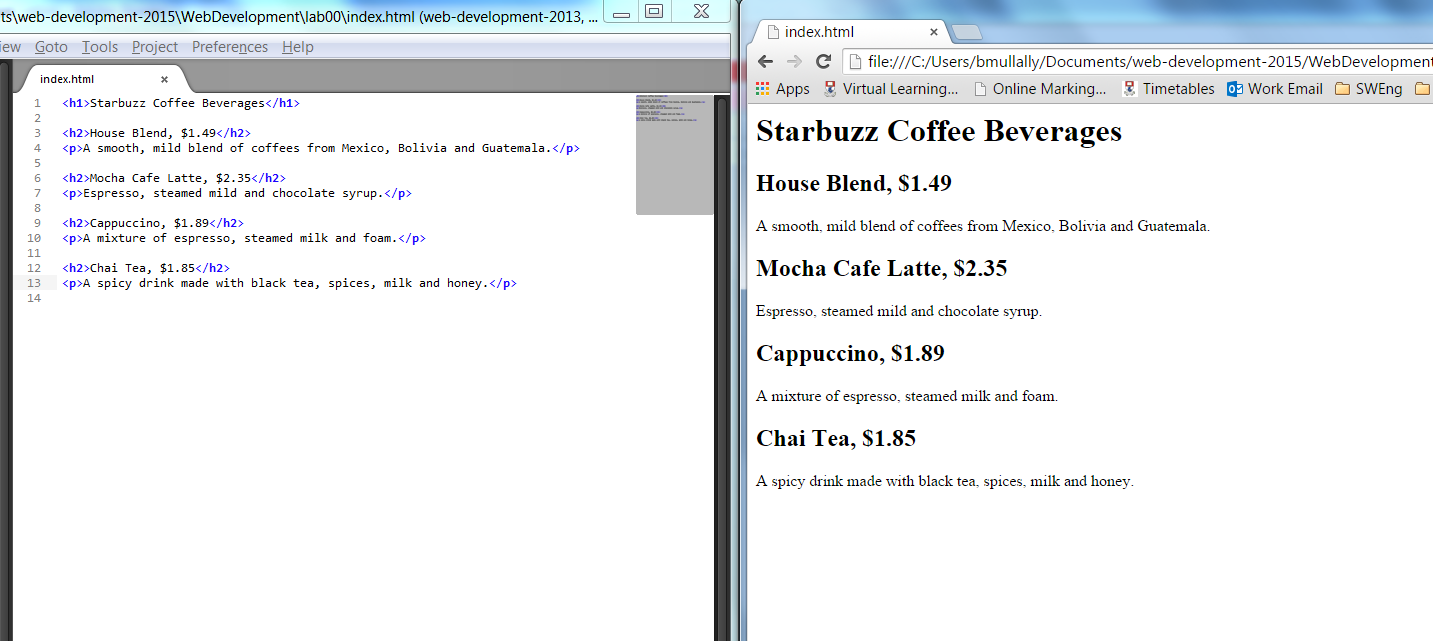 ts\web-development-2015\WebDevelopment\lab00\index.html (web-development-2013, ...
iew Goto Tools Project Preferences Help
index.html
1 <h1>Starbuzz Coffee Beverages</h1>
2
3 <h2>House Blend, $1.49</h2>
4 <p>A smooth, mild blend of coffees from Mexico, Bolivia and Guatemala.</p>
5
6 <h2>Mocha Cafe Latte, $2.35</h2>
7 <p>Espresso, steamed mild and chocolate syrup.</p>
8
9 <h2>Cappuccino, $1.89</h2>
10 <p>A mixture of espresso, steamed milk and foam.</p>
11
12 <h2>Chai Tea, $1.85</h2>
13 <p>A spicy drink made with black tea, spices, milk and honey.</p>
14
index.html
file:///C:/Users/bmullally/Documents/web-development-2015/WebDevelopment
Apps Virtual Learning... Online Marking... Timetables Work Email SWEng
Starbuzz Coffee Beverages
House Blend, $1.49
A smooth, mild blend of coffees from Mexico, Bolivia and Guatemala.
Mocha Cafe Latte, $2.35
Espresso, steamed mild and chocolate syrup.
Cappuccino, $1.89
A mixture of espresso, steamed milk and foam.
Chai Tea, $1.85
A spicy drink made with black tea, spices, milk and honey.